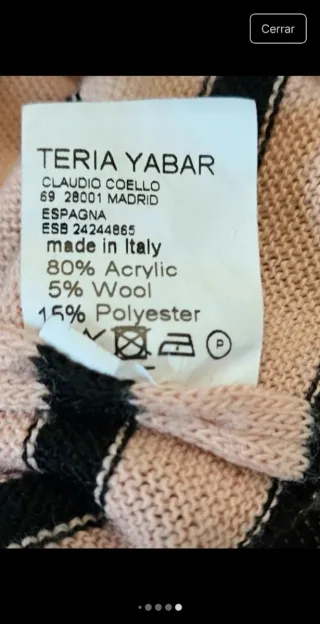 Cerrar
TERIA YABAR
CLAUDIO COELLO
69 28001 MADRID
ESPAGNA
ESB 24244865
made in Italy
80% Acrylic
5% Wool
15% Polyester
P